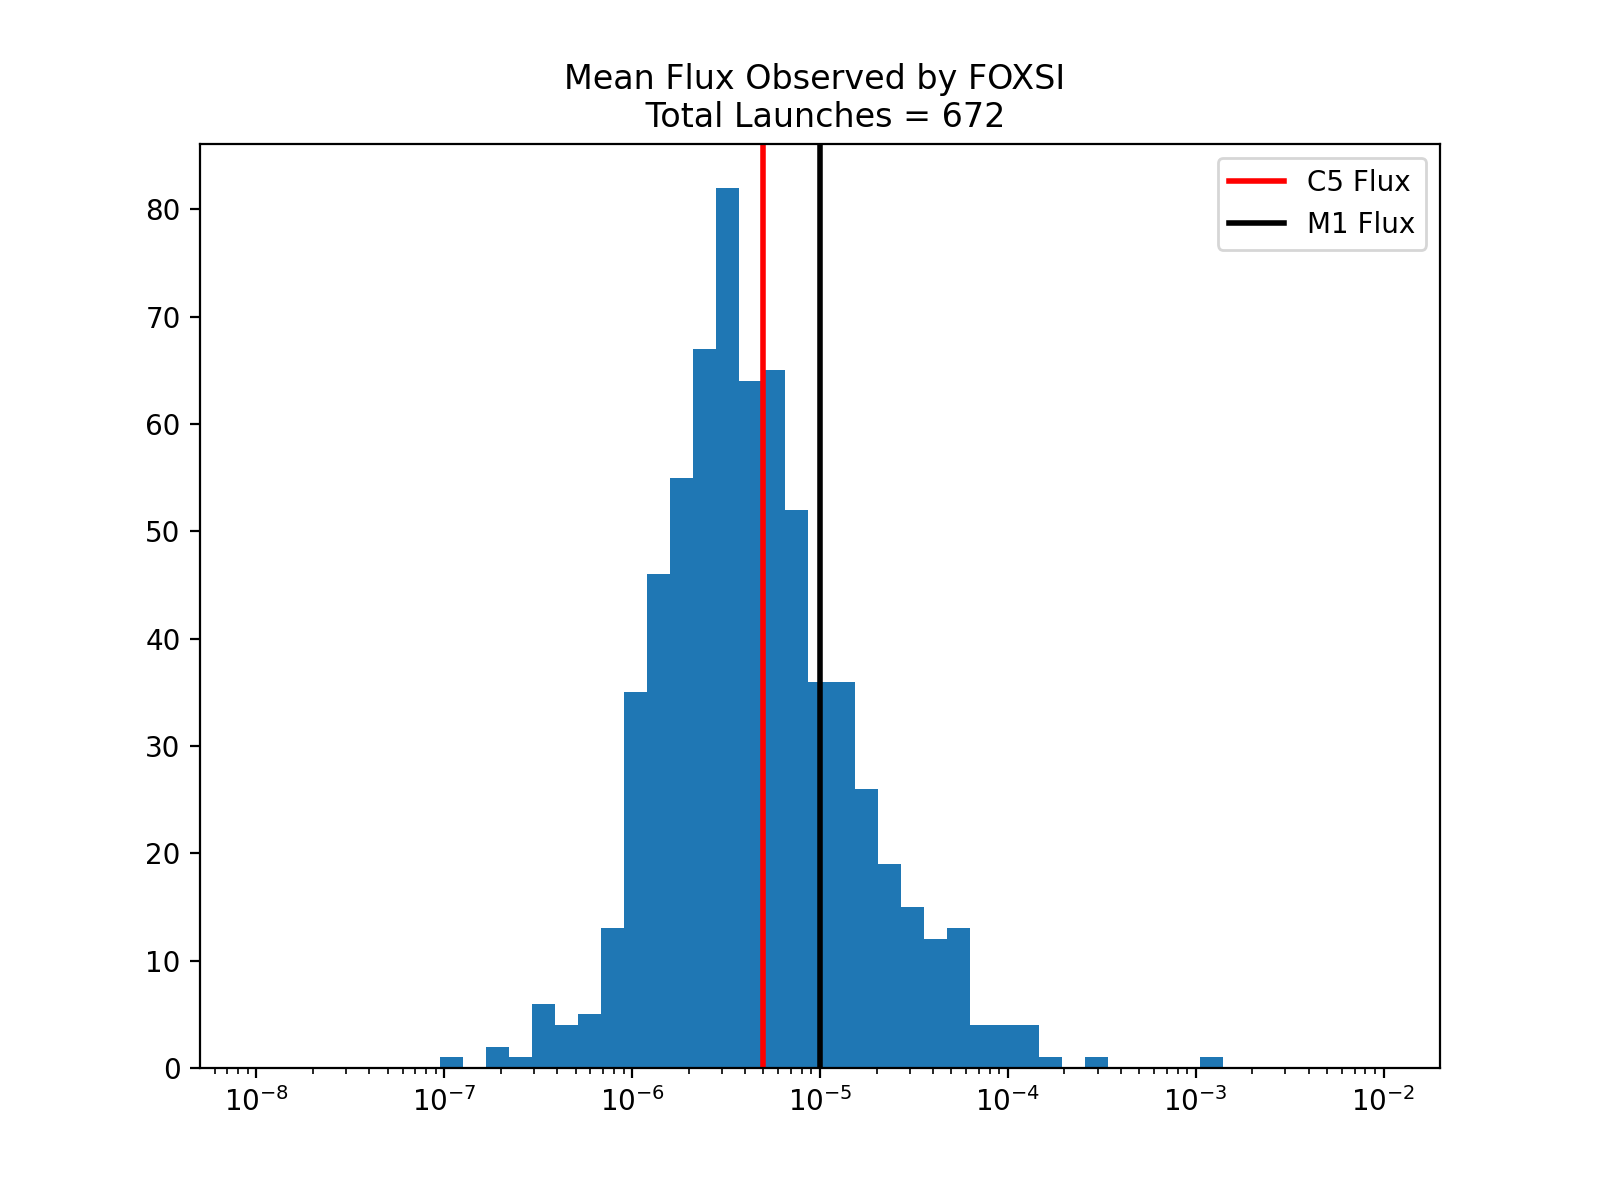 Mean Flux Observed by FOXSI
Total Launches = 672
C5 Flux
M1 Flux
80
70
60
50
40
30
20
10
0
10⁻⁸ 10⁻⁷ 10⁻⁶ 10⁻⁵ 10⁻⁴ 10⁻³ 10⁻²